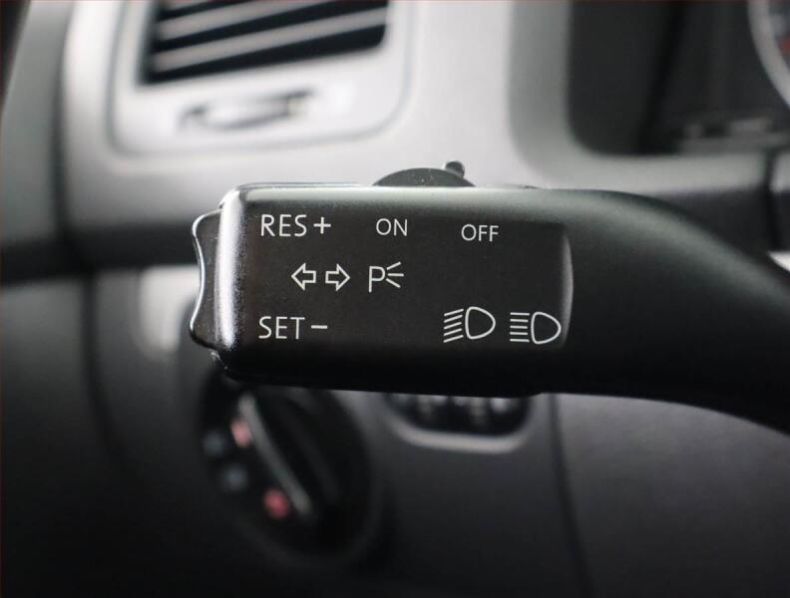 RES+ ON OFF
P
SET−